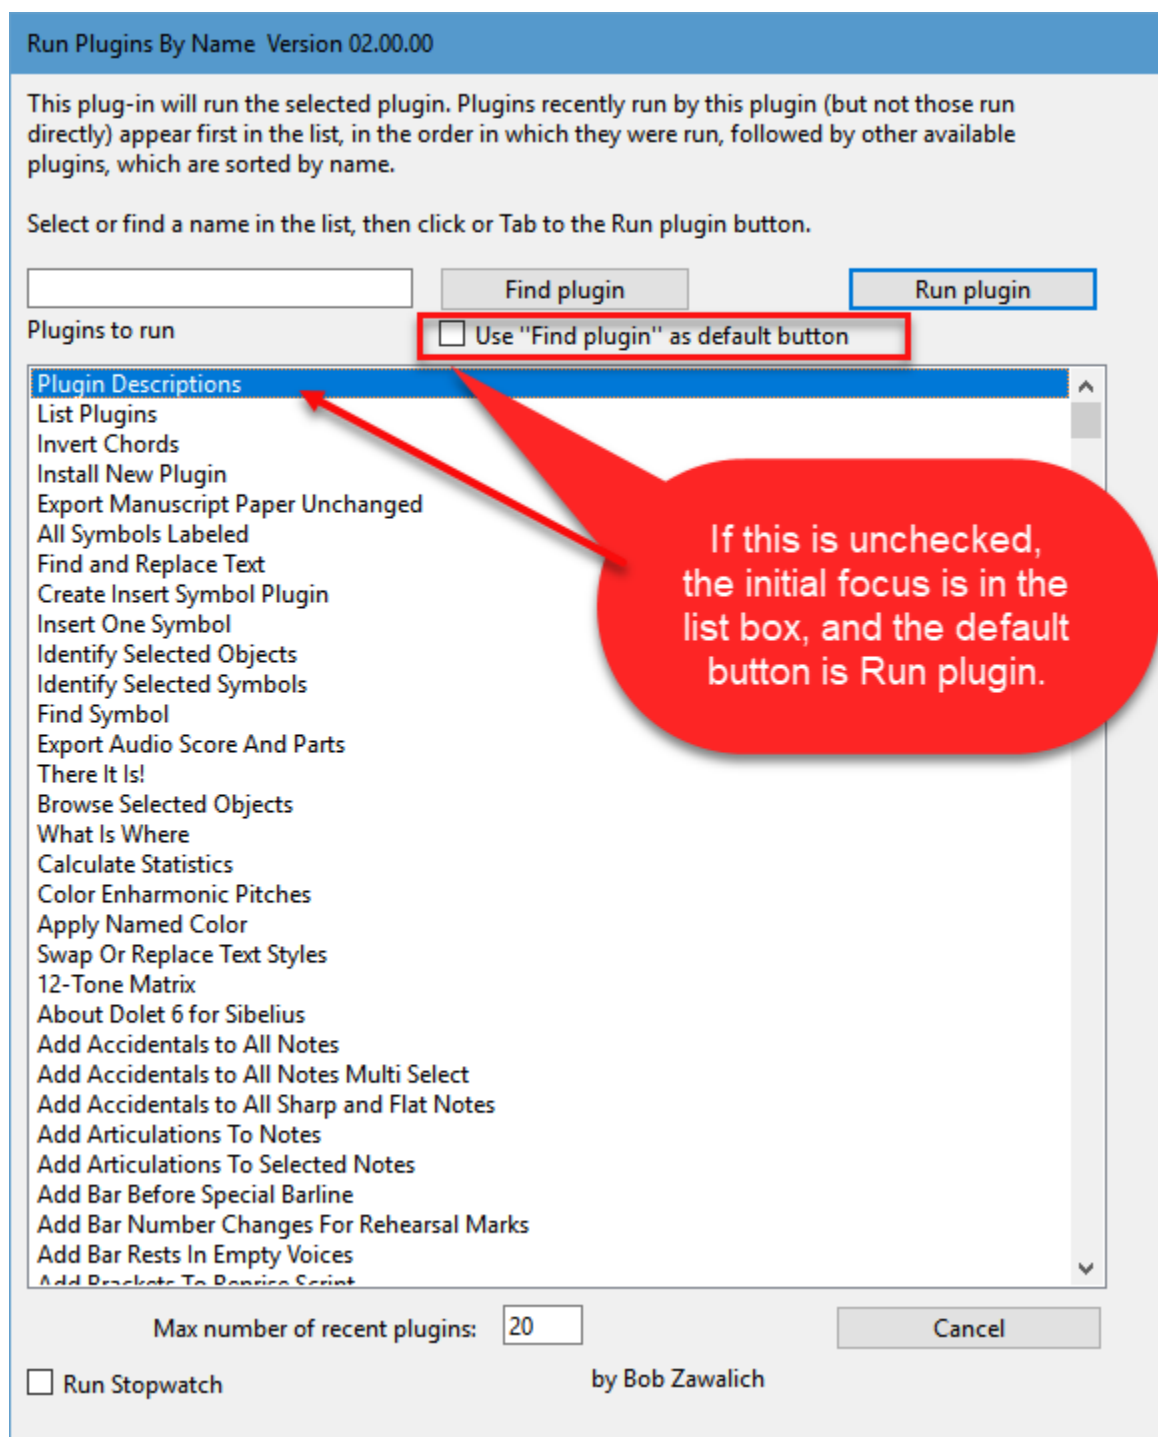 Run Plugins By Name  Version 02.00.00
This plug-in will run the selected plugin. Plugins recently run by this plugin (but not those run
directly) appear first in the list, in the order in which they were run, followed by other available
plugins, which are sorted by name.
Select or find a name in the list, then click or Tab to the Run plugin button.
Find plugin
Run plugin
Plugins to run
Use "Find plugin" as default button
Plugin Descriptions
List Plugins
Invert Chords
Install New Plugin
Export Manuscript Paper Unchanged
All Symbols Labeled
Find and Replace Text
Create Insert Symbol Plugin
Insert One Symbol
Identify Selected Objects
Identify Selected Symbols
Find Symbol
Export Audio Score And Parts
There It Is!
Browse Selected Objects
What Is Where
Calculate Statistics
Color Enharmonic Pitches
Apply Named Color
Swap Or Replace Text Styles
12-Tone Matrix
About Dolet 6 for Sibelius
Add Accidentals to All Notes
Add Accidentals to All Notes Multi Select
Add Accidentals to All Sharp and Flat Notes
Add Articulations To Notes
Add Articulations To Selected Notes
Add Bar Before Special Barline
Add Bar Number Changes For Rehearsal Marks
Add Bar Rests In Empty Voices
Add Brackets To Reprise Script
If this is unchecked,
the initial focus is in the
list box, and the default
button is Run plugin.
Max number of recent plugins:
20
Cancel
Run Stopwatch
by Bob Zawalich